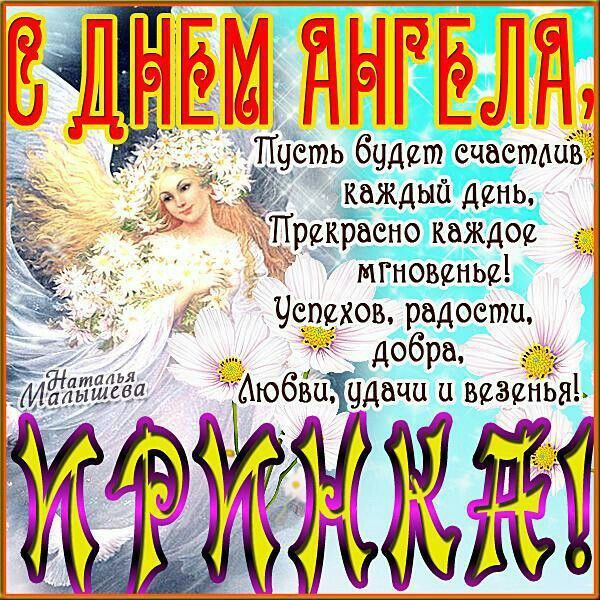 С ДНЕМ АНГЕЛА,
Пусть будет счастлив
каждый день,
Прекрасно каждое
мгновенье!
Успехов, радости,
добра,
Любви, удачи и везенья!
Наталья
Малышева
ИРИНКА!